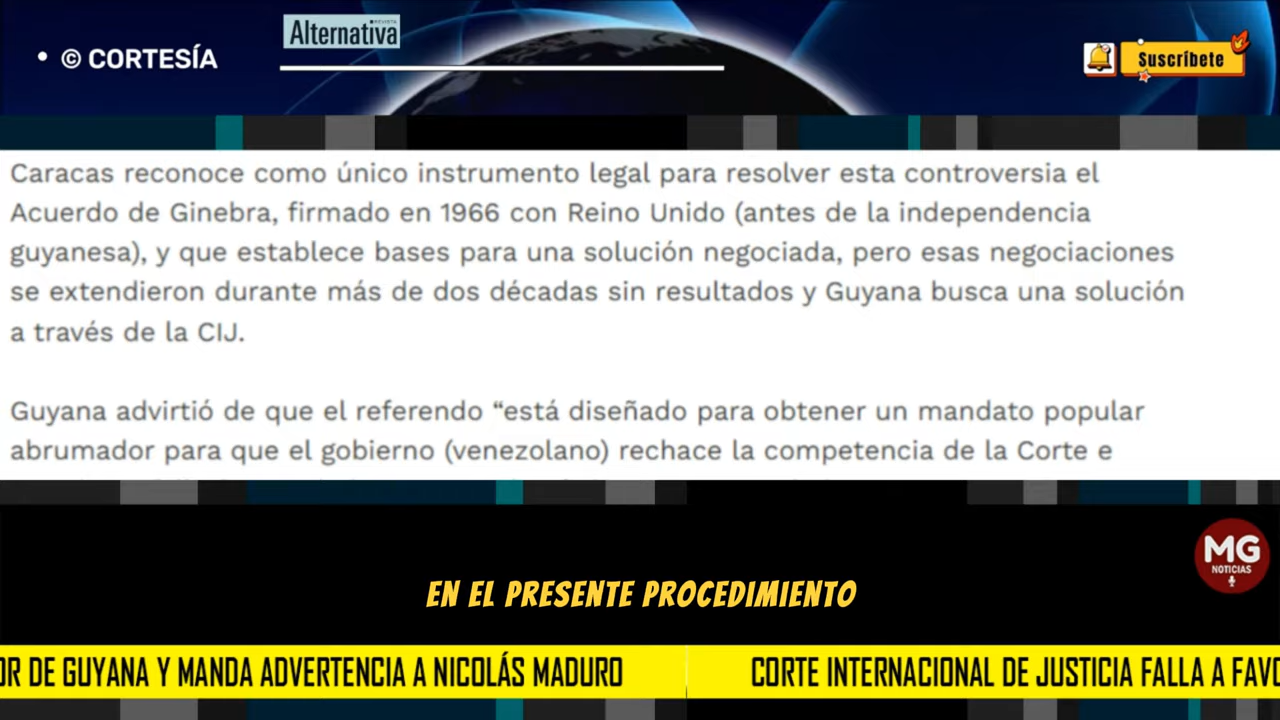 • © CORTESÍA
REVISTA
Alternativa
Suscríbete
Caracas reconoce como único instrumento legal para resolver esta controversia el
Acuerdo de Ginebra, firmado en 1966 con Reino Unido (antes de la independencia
guyanesa), y que establece bases para una solución negociada, pero esas negociaciones
se extendieron durante más de dos décadas sin resultados y Guyana busca una solución
a través de la CIJ.
Guyana advirtió de que el referendo “está diseñado para obtener un mandato popular
abrumador para que el gobierno (venezolano) rechace la competencia de la Corte e
MG
NOTICIAS
EN EL PRESENTE PROCEDIMIENTO
OR DE GUYANA Y MANDA ADVERTENCIA A NICOLÁS MADURO CORTE INTERNACIONAL DE JUSTICIA FALLA A FAVO